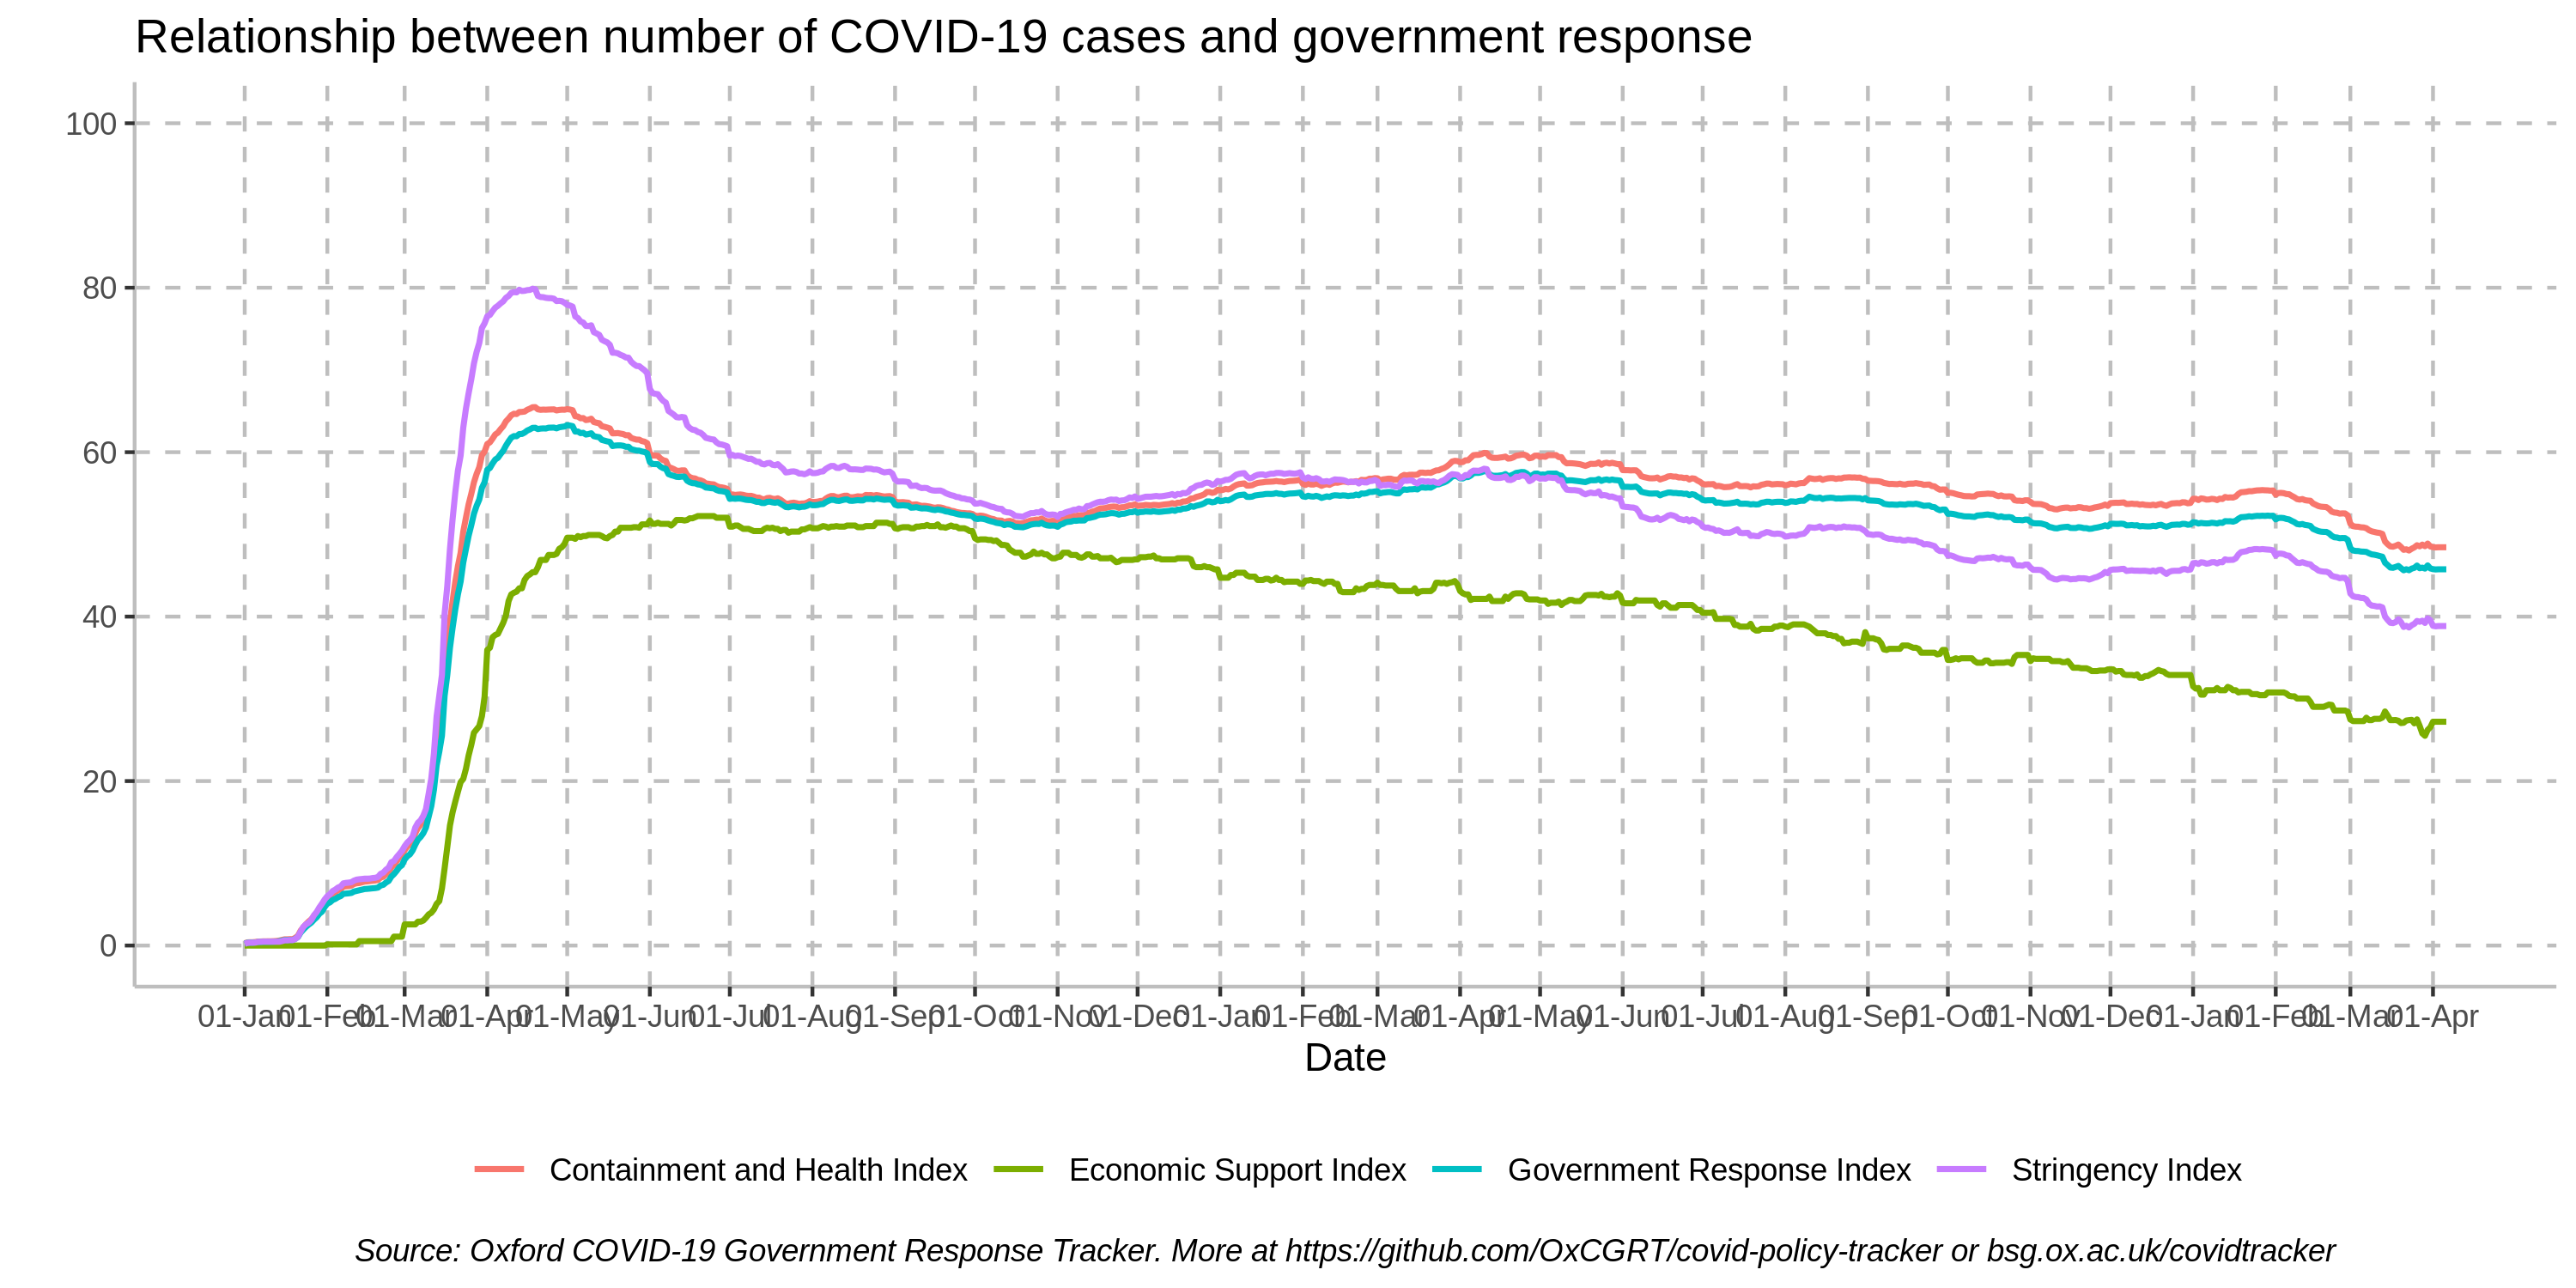 Relationship between number of COVID-19 cases and government response
100
80
60
40
20
0
01-Jan 01-Feb 01-Mar 01-Apr 01-May 01-Jun 01-Jul 01-Aug 01-Sep 01-Oct 01-Nov 01-Dec 01-Jan 01-Feb 01-Mar 01-Apr 01-May 01-Jun 01-Jul 01-Aug 01-Sep 01-Oct 01-Nov 01-Dec 01-Jan 01-Feb 01-Mar 01-Apr
Date
Containment and Health Index Economic Support Index Government Response Index Stringency Index
Source: Oxford COVID-19 Government Response Tracker. More at https://github.com/OxCGRT/covid-policy-tracker or bsg.ox.ac.uk/covidtracker